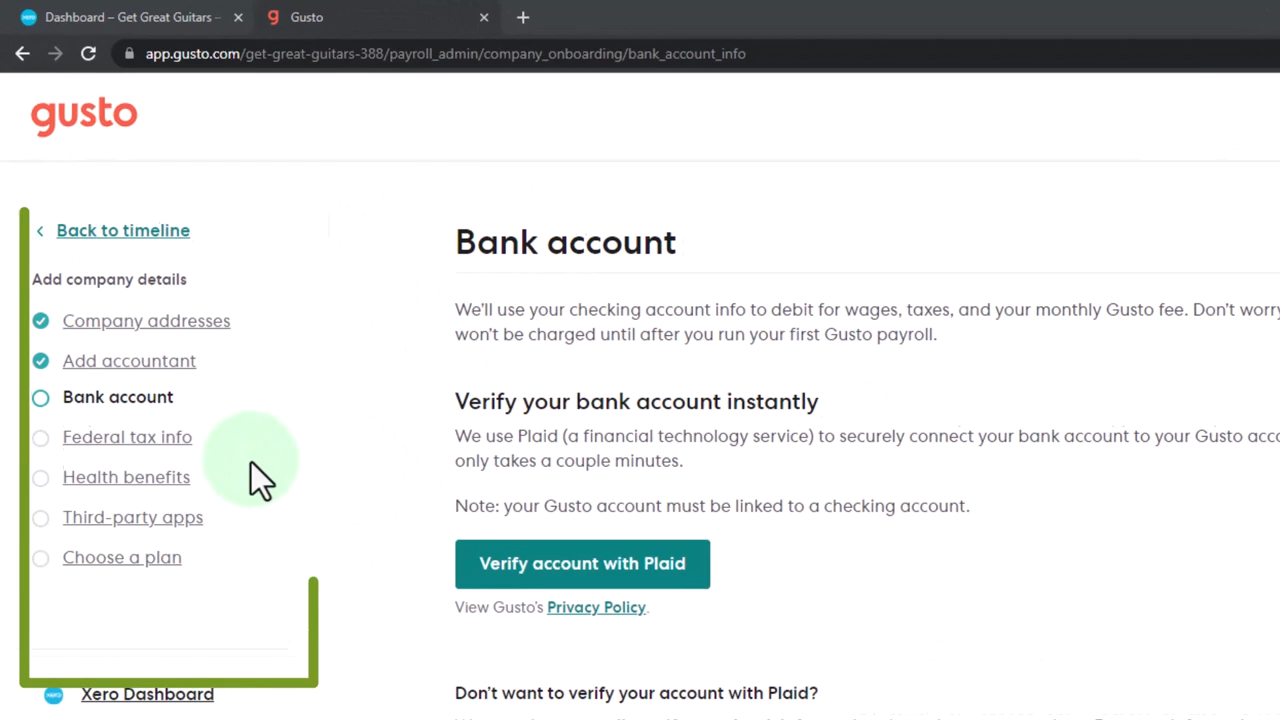 Dashboard – Get Great Guitars –
Gusto
app.gusto.com/get-great-guitars-388/payroll_admin/company_onboarding/bank_account_info
gusto
Back to timeline
Add company details
Company addresses
Add accountant
Bank account
Federal tax info
Health benefits
Third-party apps
Choose a plan
Xero Dashboard
Bank account
We'll use your checking account info to debit for wages, taxes, and your monthly Gusto fee. Don't worry
won't be charged until after you run your first Gusto payroll.
Verify your bank account instantly
We use Plaid (a financial technology service) to securely connect your bank account to your Gusto acco
only takes a couple minutes.
Note: your Gusto account must be linked to a checking account.
Verify account with Plaid
View Gusto's Privacy Policy.
Don't want to verify your account with Plaid?